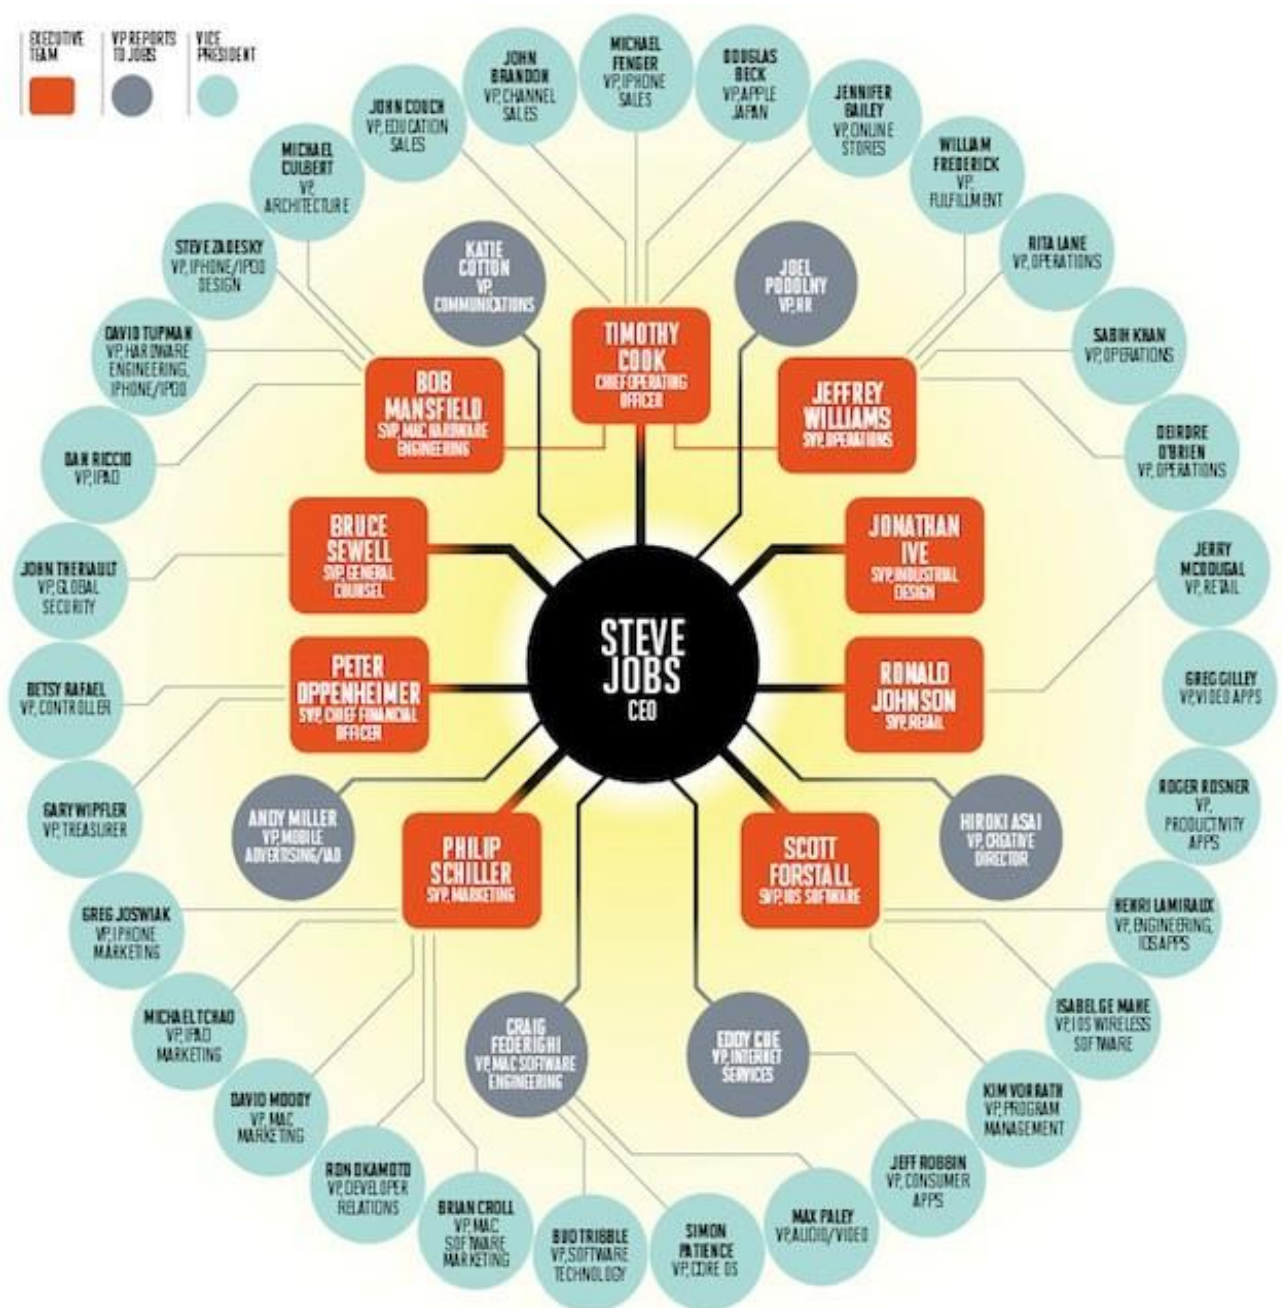 EXECUTIVE
TEAM
VP REPORTS
TO JOBS
VICE
PRESIDENT
JOHN
BRANDON
VP, CHANNEL
SALES
MICHAEL
FENGER
VP, IPHONE
SALES
DOUGLAS
BECK
VP, APPLE
JAPAN
JOHN COUCH
VP, EDUCATION
SALES
JENNIFER
BAILEY
VP, ONLINE
STORES
MICHAEL
CULBERT
VP,
ARCHITECTURE
WILLIAM
FREDERICK
VP,
FULFILLMENT
STEVE ZADESKY
VP, IPHONE/IPOD
DESIGN
KATIE
COTTON
VP,
COMMUNICATIONS
JOEL
PODOLNY
VP, HR
RITA LANE
VP, OPERATIONS
DAVID TUPMAN
VP, HARDWARE
ENGINEERING,
IPHONE/IPOD
TIMOTHY
COOK
CHIEF OPERATING
OFFICER
SABIH KHAN
VP, OPERATIONS
BOB
MANSFIELD
SVP, MAC HARDWARE
ENGINEERING
JEFFREY
WILLIAMS
SVP, OPERATIONS
DAN RICCIO
VP, IPAD
DEIRDRE
O'BRIEN
VP, OPERATIONS
BRUCE
SEWELL
SVP, GENERAL
COUNSEL
JONATHAN
IVE
SVP, INDUSTRIAL
DESIGN
JOHN THERIAULT
VP, GLOBAL
SECURITY
JERRY
MCDOUGAL
VP, RETAIL
STEVE
JOBS
CEO
PETER
OPPENHEIMER
SVP, CHIEF FINANCIAL
OFFICER
RONALD
JOHNSON
SVP, RETAIL
BETSY RAFAEL
VP, CONTROLLER
GREG GILLEY
VP, VIDEO APPS
GARY WIPFLER
VP, TREASURER
ANDY MILLER
VP, MOBILE
ADVERTISING/IAD
PHILIP
SCHILLER
SVP, MARKETING
SCOTT
FORSTALL
SVP, IOS SOFTWARE
HIROKI ASAI
VP, CREATIVE
DIRECTOR
ROGER ROSNER
VP,
PRODUCTIVITY
APPS
GREG JOSWIAK
VP, IPHONE
MARKETING
HENRI LAMIRAUX
VP, ENGINEERING,
IOS APPS
MICHAEL TCHAO
VP, IPAD
MARKETING
CRAIG
FEDERIGHI
VP, MAC SOFTWARE
ENGINEERING
EDDY CUE
VP, INTERNET
SERVICES
ISABEL GE MAHE
VP, IOS WIRELESS
SOFTWARE
DAVID MOODY
VP, MAC
MARKETING
KIM VORRATH
VP, PROGRAM
MANAGEMENT
RON OKAMOTO
VP, DEVELOPER
RELATIONS
JEFF ROBBIN
VP, CONSUMER
APPS
BRIAN CROLL
VP, MAC
SOFTWARE
MARKETING
BUD TRIBBLE
VP, SOFTWARE
TECHNOLOGY
SIMON
PATIENCE
VP, CORE OS
MAX PALEY
VP, AUDIO/VIDEO